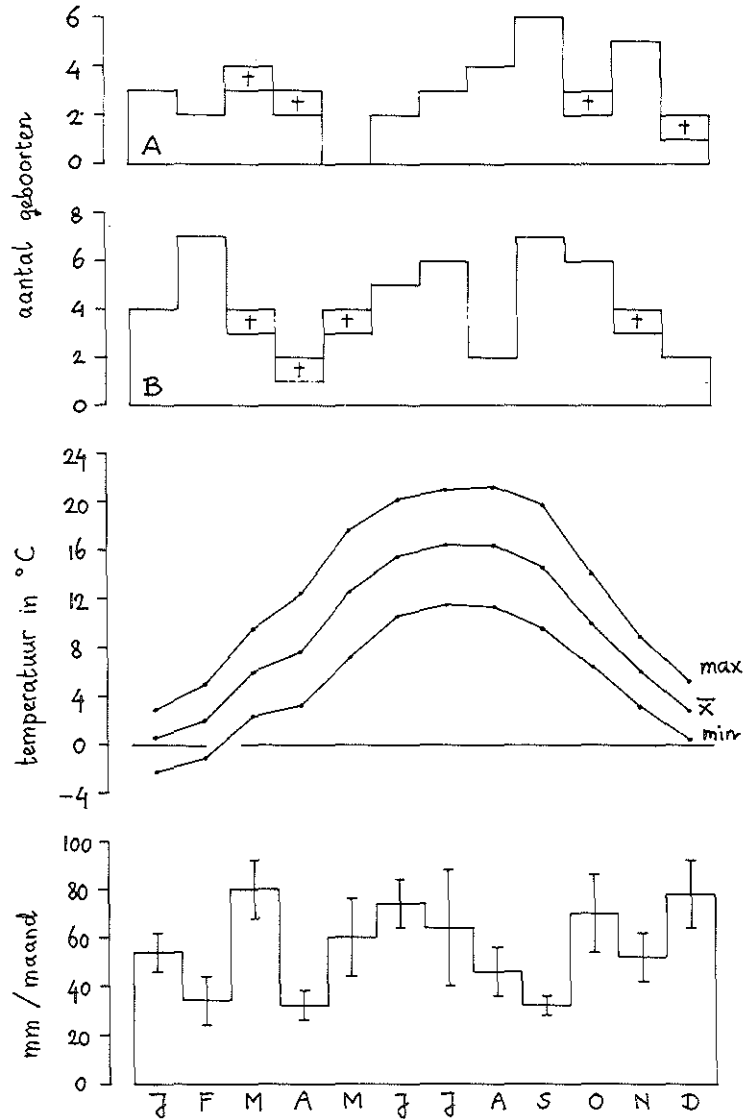 aantal geboorten
6
4
2
0
A
† † † †
8
6
4
2
0
B
† † † †
temperatuur in °C
24
20
16
12
8
4
0
-4
max
x̄
min
mm/maand
100
80
60
40
20
0
J F M A M J J A S O N D